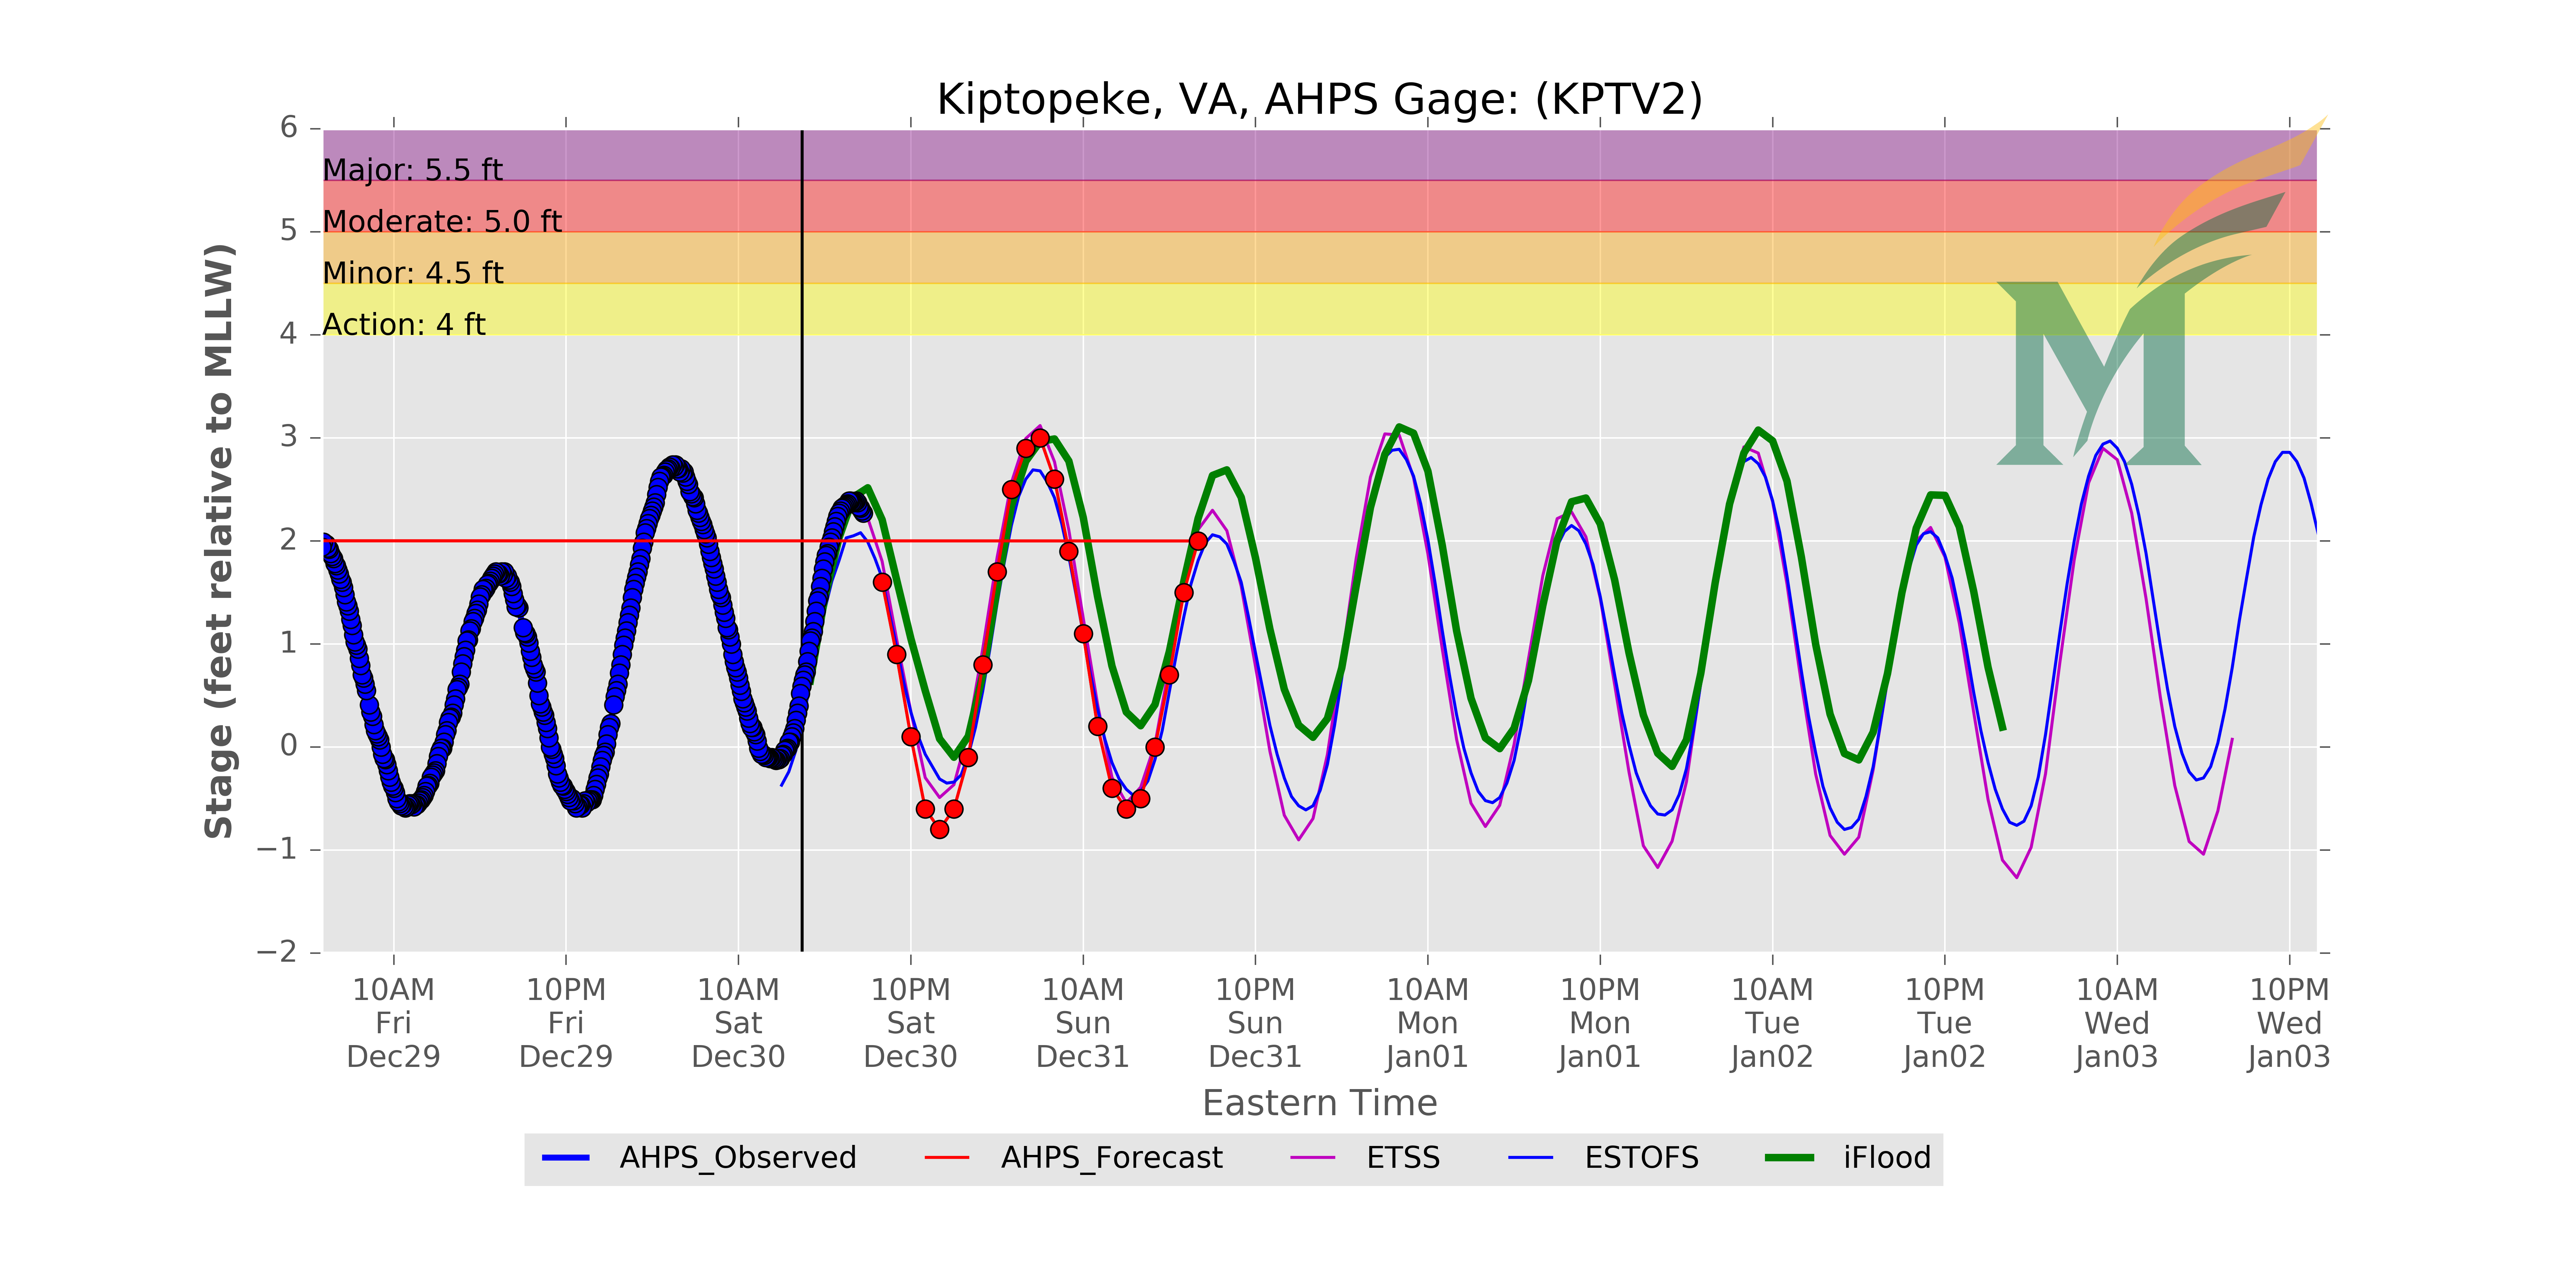 Kiptopeke, VA, AHPS Gage: (KPTV2)
6
5
4
3
2
1
0
−1
−2
Stage (feet relative to MLLW)
Major: 5.5 ft
Moderate: 5.0 ft
Minor: 4.5 ft
Action: 4 ft
M
10AM 10PM 10AM 10PM 10AM 10PM 10AM 10PM 10AM 10PM 10AM 10PM
Fri Fri Sat Sat Sun Sun Mon Mon Tue Tue Wed Wed
Dec29 Dec29 Dec30 Dec30 Dec31 Dec31 Jan01 Jan01 Jan02 Jan02 Jan03 Jan03
Eastern Time
AHPS_Observed AHPS_Forecast ETSS ESTOFS iFlood